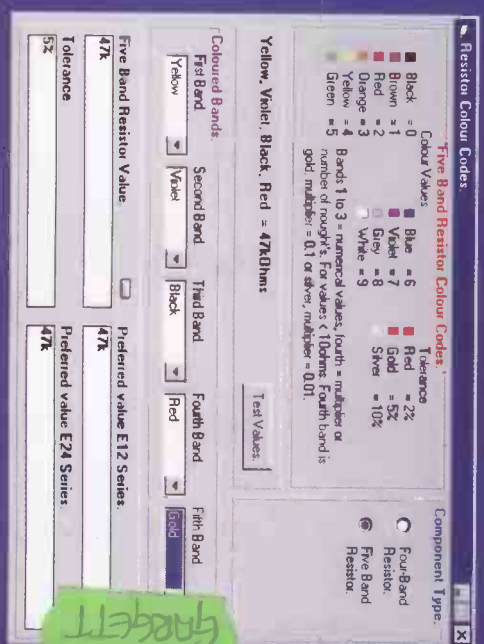 Resistor Colour Codes.
"Five Band Resistor Colour Codes."
Colour Values
Tolerance
Black = 0
Blue = 6
Red = 2%
Brown = 1
Violet = 7
Gold = 5%
Red = 2
Grey = 8
Silver = 10%
Orange = 3
White = 9
Yellow = 4
Green = 5
Bands 1 to 3 = numerical values, fourth = multiplier or
number of nought's. For values < 10ohms. Fourth band is
gold, multiplier = 0.1 or silver, multiplier = 0.01.
Component Type.
Four-Band
Resistor.
Five Band
Resistor.
Yellow, Violet, Black, Red = 47kOhms
Test Values.
Coloured Bands.
First Band.
Second Band.
Third Band
Fourth Band
Fifth Band
Yellow
Violet
Black
Red
Gold
Five Band Resistor Value
Preferred value E12 Series.
47k
47k
Tolerance
Preferred value E24 Series
5%
47k
GARGETT